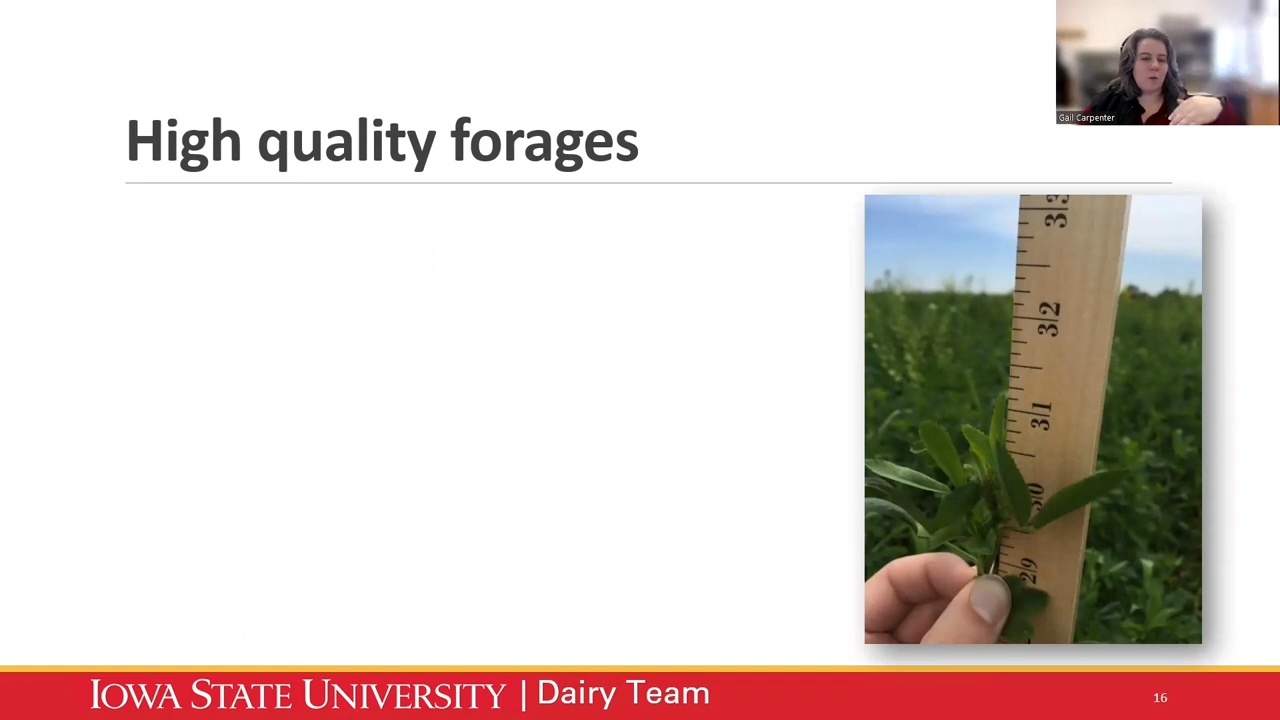 Gail Carpenter
High quality forages
33
32
31
30
29
IOWA STATE UNIVERSITY | Dairy Team
16